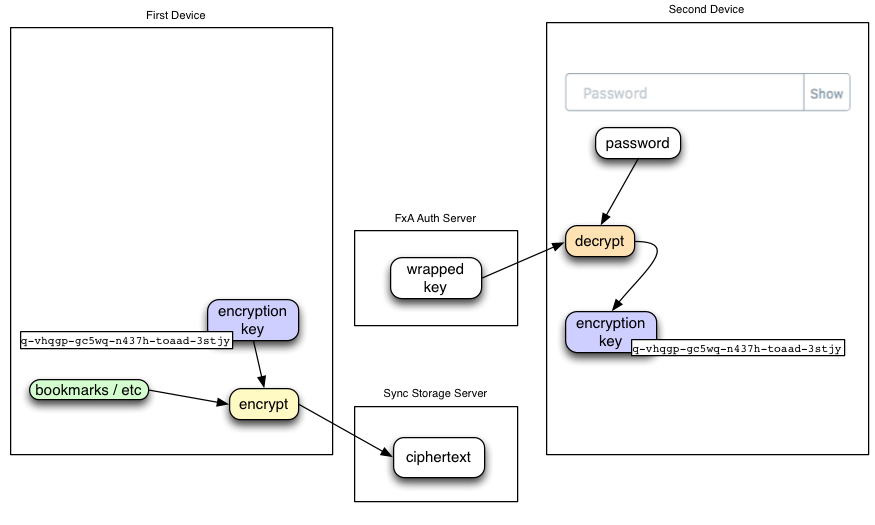 First Device
Second Device
Password
Show
password
FxA Auth Server
decrypt
wrapped
key
encryption
key
q-vhqgp-gc5wq-n437h-toaad-3stjy
encryption
key
q-vhqgp-gc5wq-n437h-toaad-3stjy
bookmarks / etc
encrypt
Sync Storage Server
ciphertext